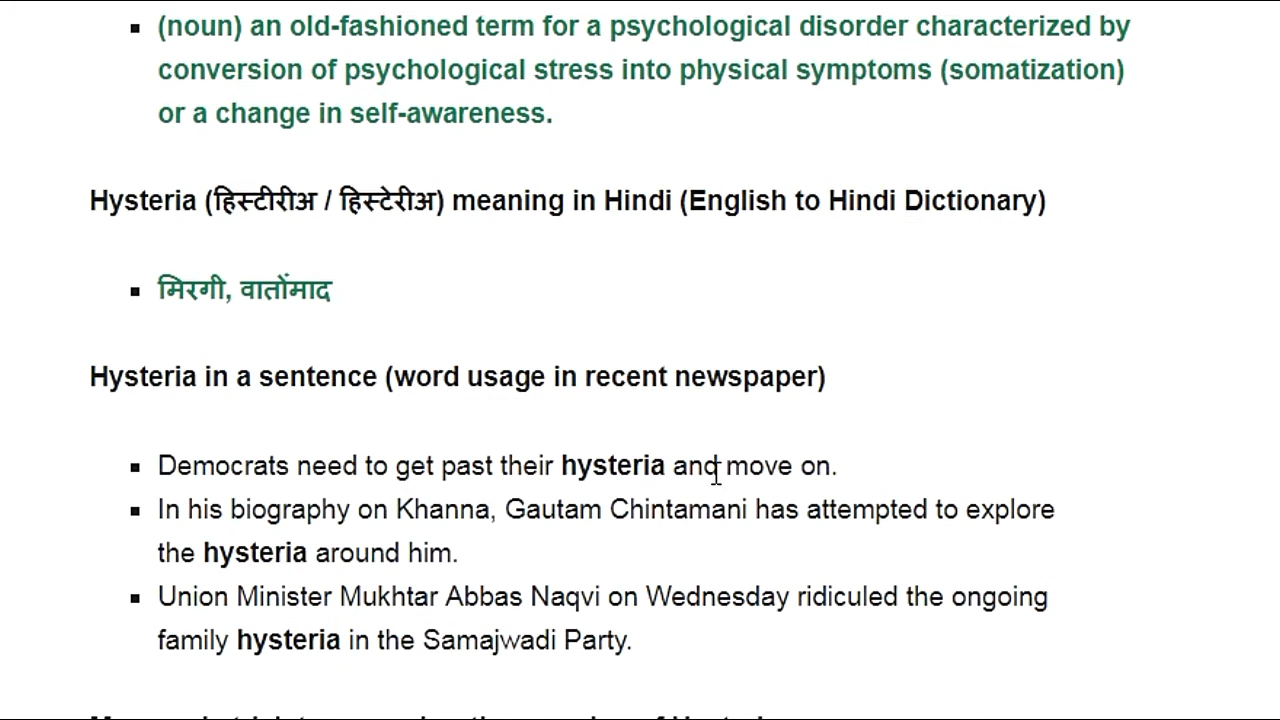 (noun) an old-fashioned term for a psychological disorder characterized by
conversion of psychological stress into physical symptoms (somatization)
or a change in self-awareness.
Hysteria (हिस्टीरीअ / हिस्टेरीअ) meaning in Hindi (English to Hindi Dictionary)
मिरगी, वातोंमाद
Hysteria in a sentence (word usage in recent newspaper)
Democrats need to get past their hysteria and move on.
In his biography on Khanna, Gautam Chintamani has attempted to explore
the hysteria around him.
Union Minister Mukhtar Abbas Naqvi on Wednesday ridiculed the ongoing
family hysteria in the Samajwadi Party.